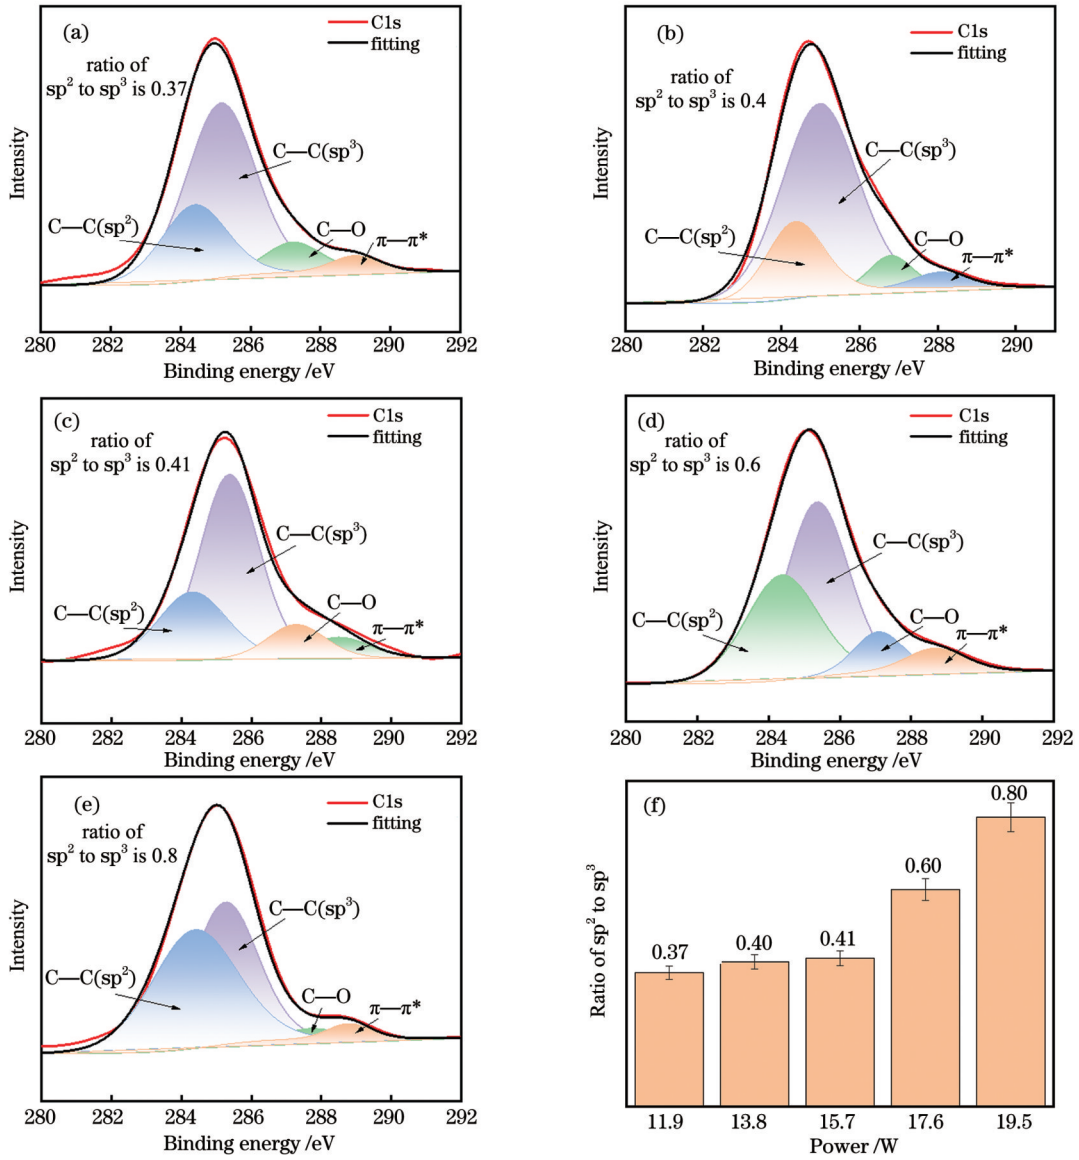 (a)
C1s
fitting
ratio of
sp² to sp³ is 0.37
C—C(sp³)
C—C(sp²)
C—O
π—π*
Intensity
280 282 284 286 288 290 292
Binding energy /eV
(b)
C1s
fitting
ratio of
sp² to sp³ is 0.4
C—C(sp³)
C—C(sp²)
C—O
π—π*
Intensity
280 282 284 286 288 290
Binding energy /eV
(c)
C1s
fitting
ratio of
sp² to sp³ is 0.41
C—C(sp³)
C—C(sp²)
C—O
π—π*
Intensity
280 282 284 286 288 290 292
Binding energy /eV
(d)
C1s
fitting
ratio of
sp² to sp³ is 0.6
C—C(sp³)
C—C(sp²)
C—O
π—π*
Intensity
280 282 284 286 288 290 292
Binding energy /eV
(e)
C1s
fitting
ratio of
sp² to sp³ is 0.8
C—C(sp³)
C—C(sp²)
C—O
π—π*
Intensity
280 282 284 286 288 290 292
Binding energy /eV
(f)
0.37 0.40 0.41 0.60 0.80
Ratio of sp² to sp³
11.9 13.8 15.7 17.6 19.5
Power /W